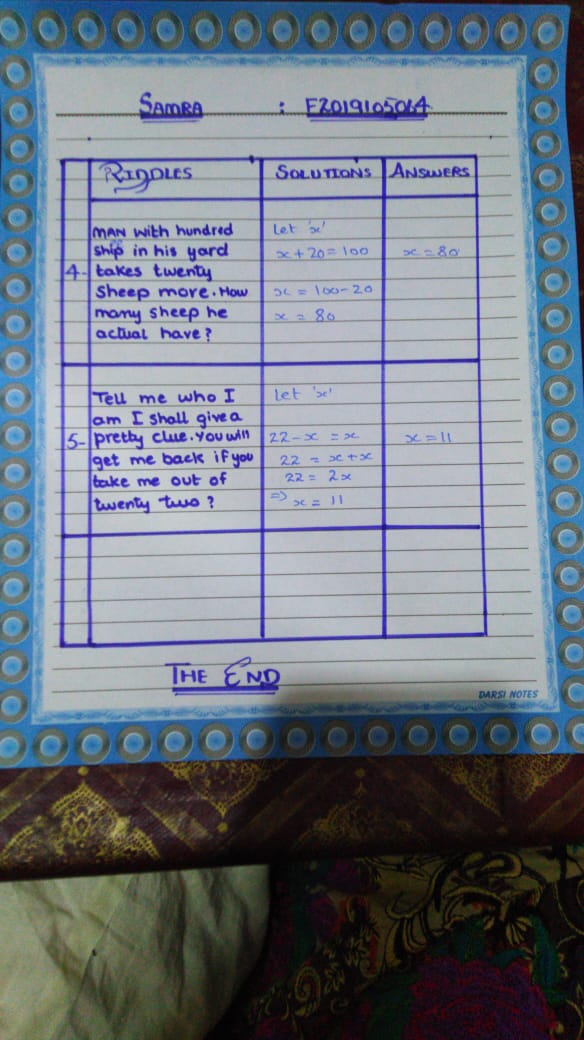 SAMRA : F2019105064
RIDDLES
SOLUTIONS
ANSWERS
4-
MAN with hundred
ship in his yard
takes twenty
Sheep more. How
many sheep he
actual have?
Let 'x'
x + 20 = 100
x = 100 - 20
x = 80
x = 80
5-
Tell me who I
am I shall give a
pretty clue. You will
get me back if you
take me out of
twenty two?
Let 'x'
22 - x = x
22 = x + x
22 = 2x
=> x = 11
x = 11
THE END
DARSI NOTES